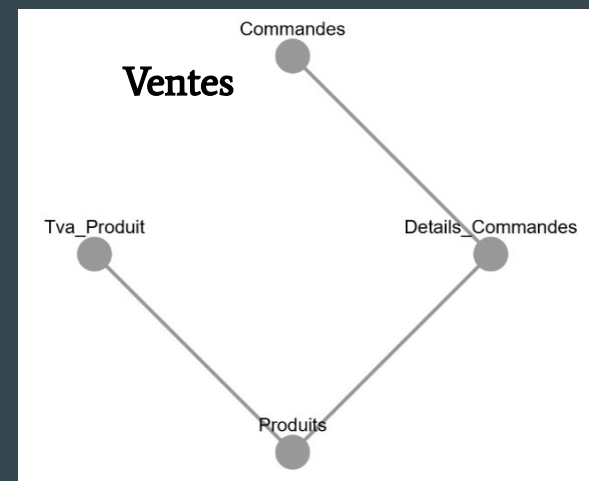 Commandes
Ventes
Tva_Produit
Details_Commandes
Produits